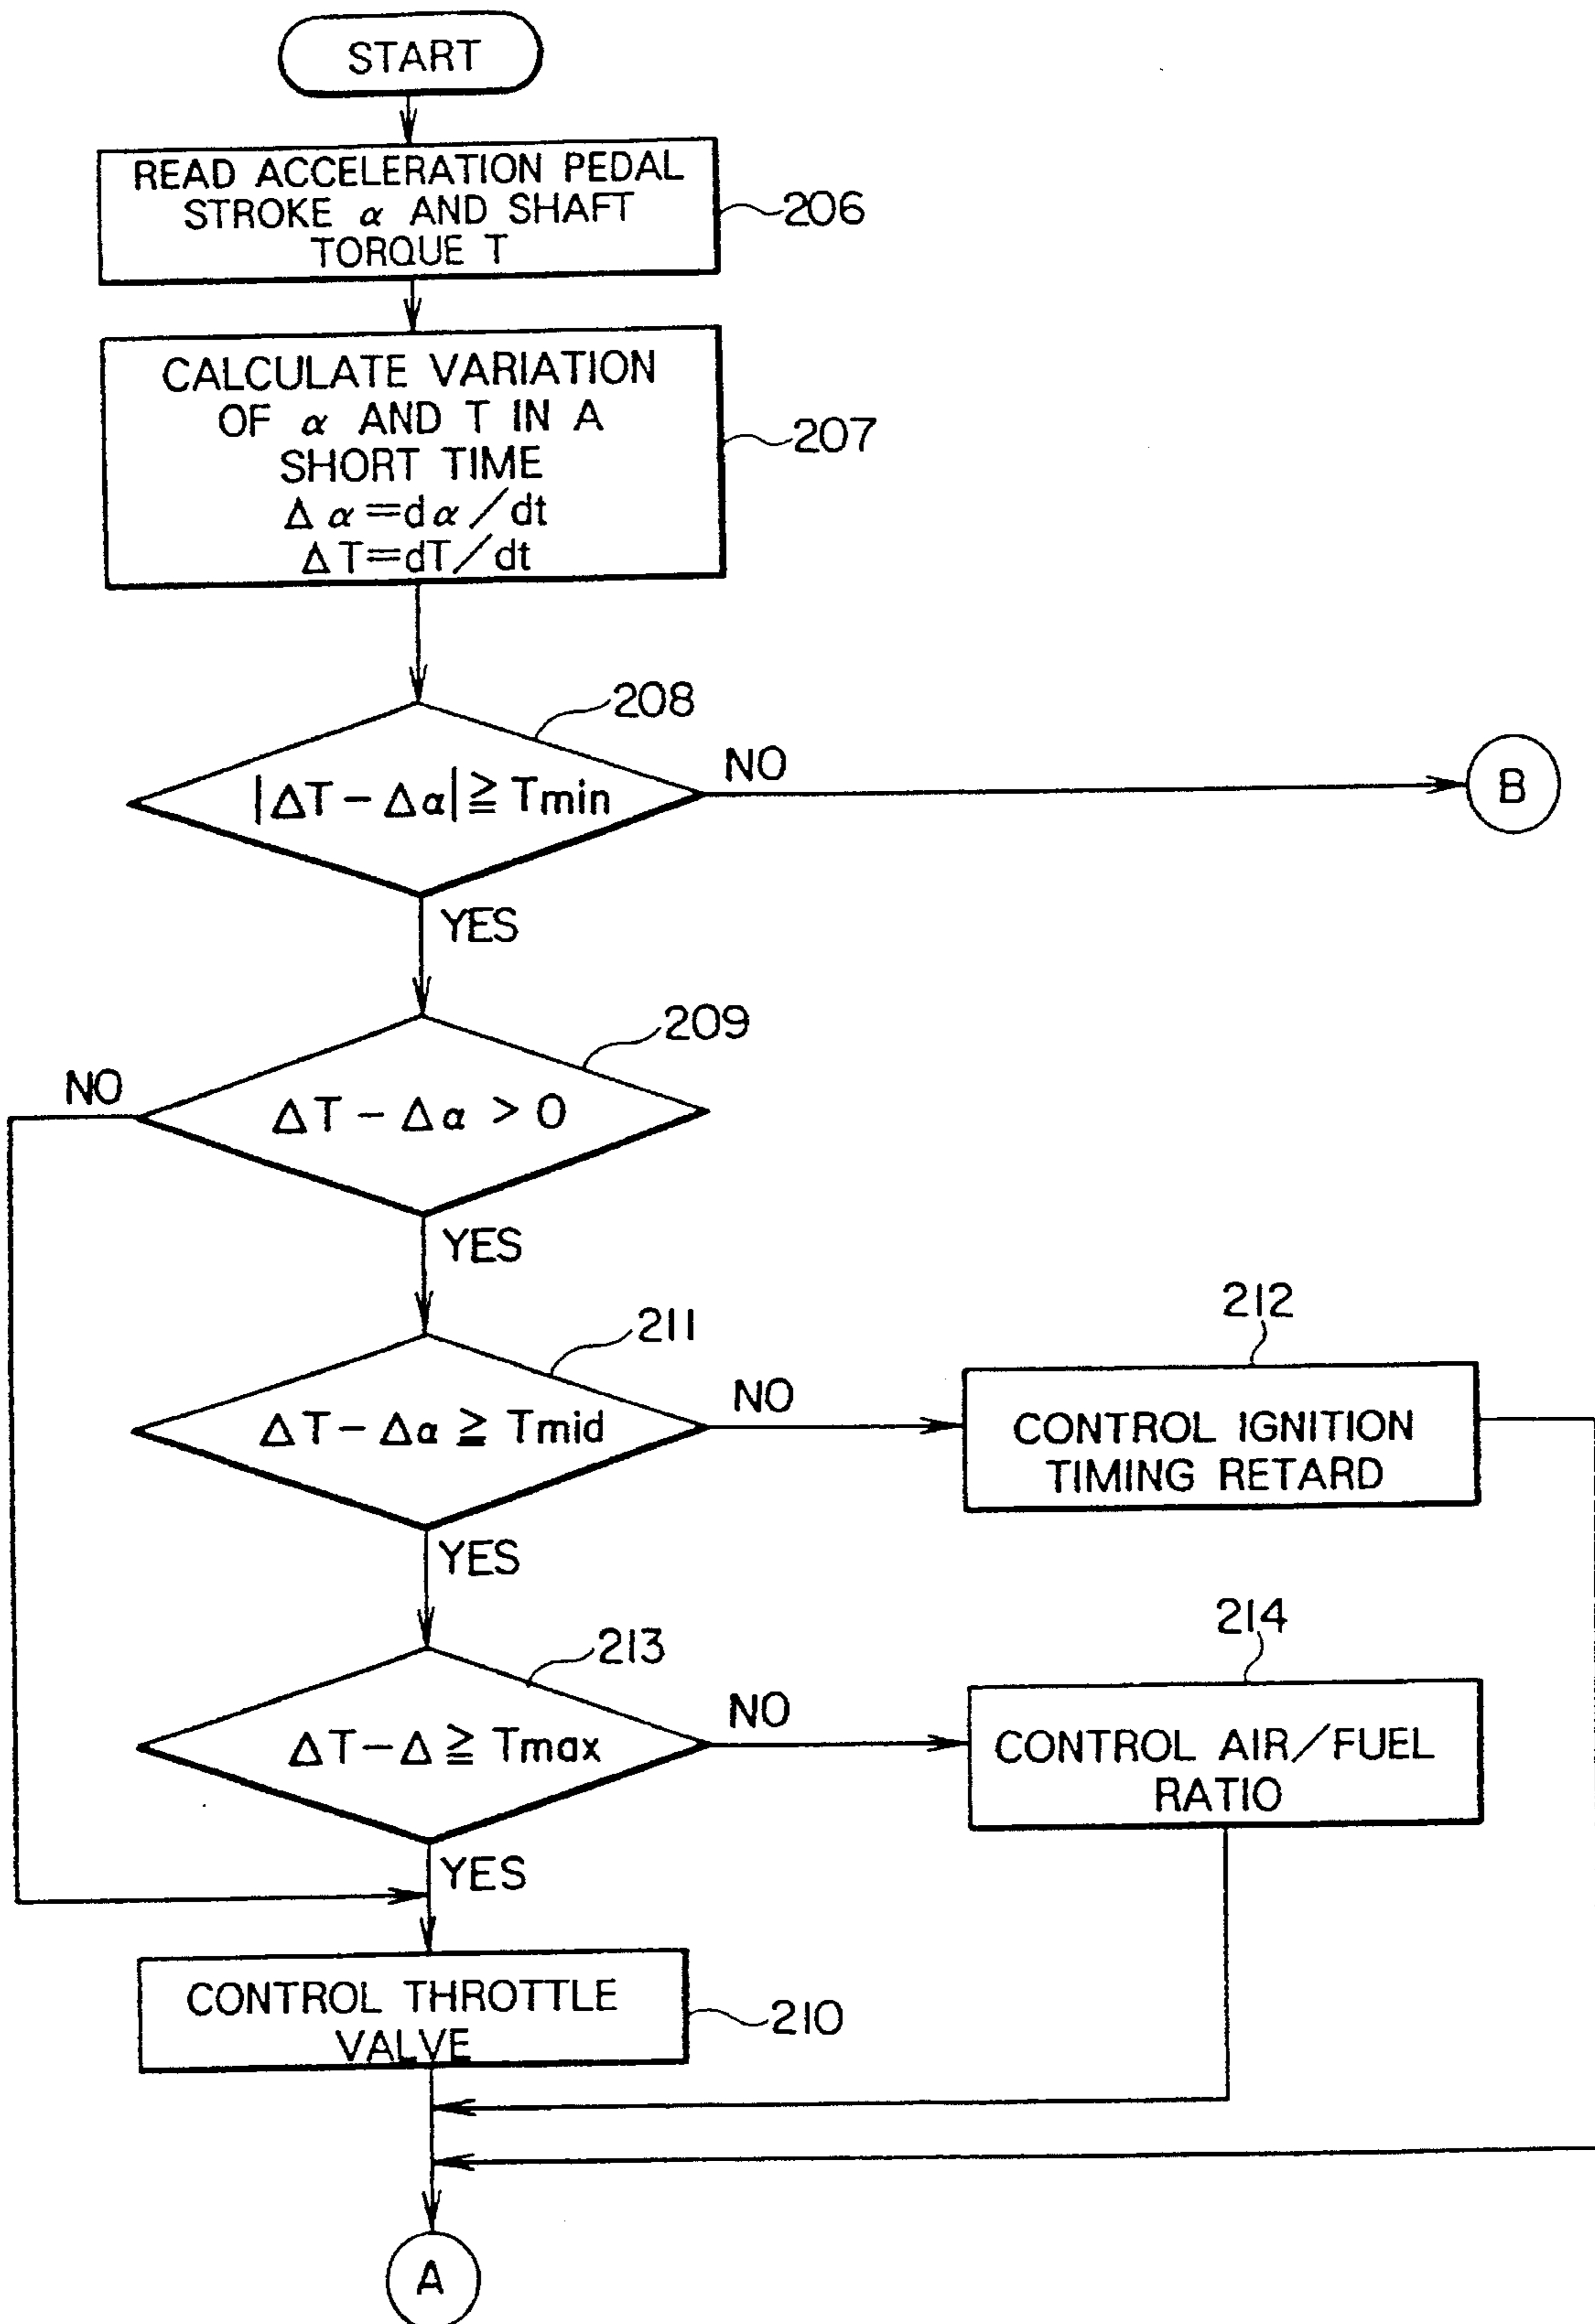 START
READ ACCELERATION PEDAL
STROKE α AND SHAFT
TORQUE T
206
CALCULATE VARIATION
OF α AND T IN A
SHORT TIME
Δα=dα/dt
ΔT=dT/dt
207
208
|ΔT-Δα|≧Tmin
NO
B
YES
209
NO
ΔT-Δα>0
YES
211
ΔT-Δα≧Tmid
NO
212
CONTROL IGNITION
TIMING RETARD
YES
213
ΔT-Δ≧Tmax
NO
214
CONTROL AIR/FUEL
RATIO
YES
CONTROL THROTTLE
VALVE
210
A